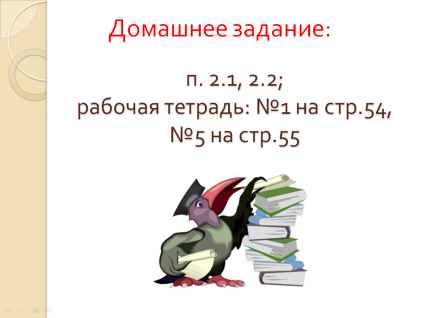 Домашнее задание:
п. 2.1, 2.2;
рабочая тетрадь: №1 на стр.54,
№5 на стр.55